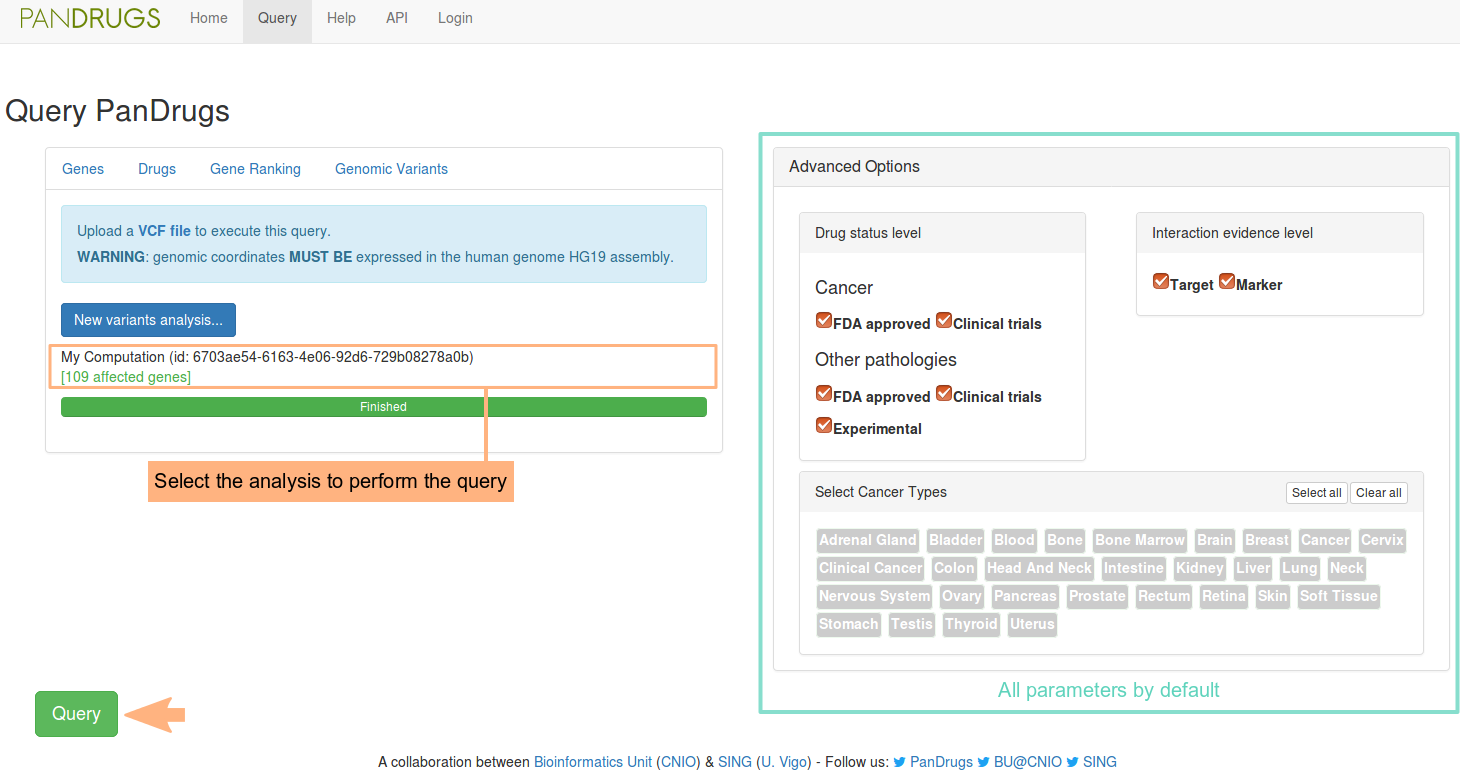 PANDRUGS Home Query Help API Login
Query PanDrugs
Genes Drugs Gene Ranking Genomic Variants
Upload a VCF file to execute this query.
WARNING: genomic coordinates MUST BE expressed in the human genome HG19 assembly.
New variants analysis...
My Computation (id: 6703ae54-6163-4e06-92d6-729b08278a0b)
[109 affected genes]
Finished
Select the analysis to perform the query
Query
Advanced Options
Drug status level
Cancer
FDA approved Clinical trials
Other pathologies
FDA approved Clinical trials
Experimental
Interaction evidence level
Target Marker
Select Cancer Types Select all Clear all
Adrenal Gland Bladder Blood Bone Bone Marrow Brain Breast Cancer Cervix
Clinical Cancer Colon Head And Neck Intestine Kidney Liver Lung Neck
Nervous System Ovary Pancreas Prostate Rectum Retina Skin Soft Tissue
Stomach Testis Thyroid Uterus
All parameters by default
A collaboration between Bioinformatics Unit (CNIO) & SING (U. Vigo) - Follow us: PanDrugs BU@CNIO SING